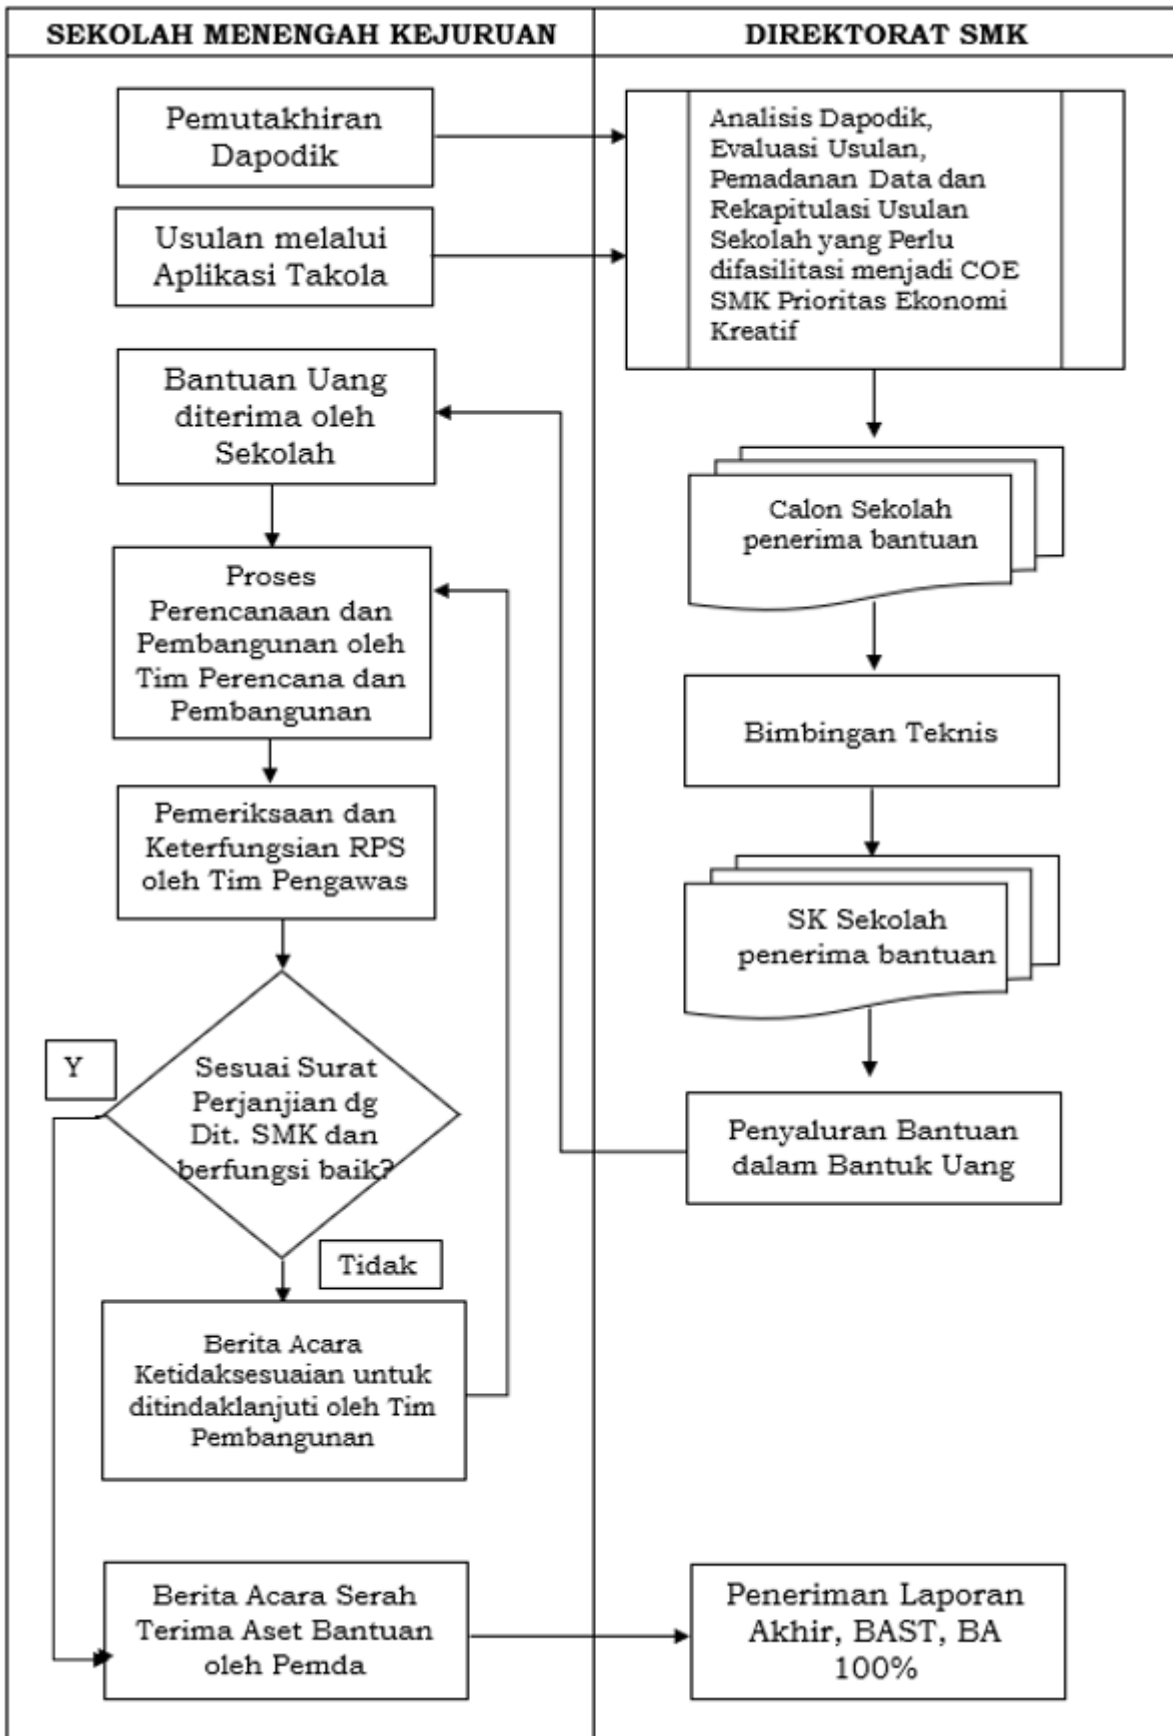 SEKOLAH MENENGAH KEJURUAN
DIREKTORAT SMK
Pemutakhiran
Dapodik
Usulan melalui
Aplikasi Takola
Analisis Dapodik,
Evaluasi Usulan,
Pemadanan Data dan
Rekapitulasi Usulan
Sekolah yang Perlu
difasilitasi menjadi COE
SMK Prioritas Ekonomi
Kreatif
Bantuan Uang
diterima oleh
Sekolah
Calon Sekolah
penerima bantuan
Proses
Perencanaan dan
Pembangunan oleh
Tim Perencana dan
Pembangunan
Bimbingan Teknis
Pemeriksaan dan
Keterfungsian RPS
oleh Tim Pengawas
SK Sekolah
penerima bantuan
Y
Sesuai Surat
Perjanjian dg
Dit. SMK dan
berfungsi baik?
Penyaluran Bantuan
dalam Bantuk Uang
Tidak
Berita Acara
Ketidaksesuaian untuk
ditindaklanjuti oleh Tim
Pembangunan
Berita Acara Serah
Terima Aset Bantuan
oleh Pemda
Peneriman Laporan
Akhir, BAST, BA
100%